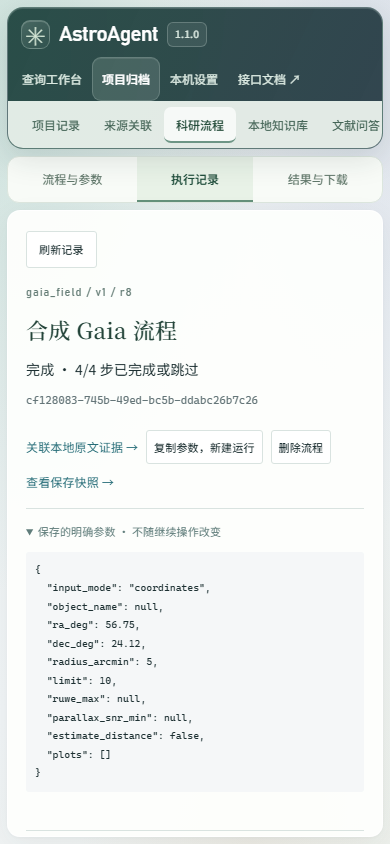 AstroAgent 1.1.0
查询工作台 项目归档 本机设置 接口文档 ↗
项目记录 来源关联 科研流程 本地知识库 文献问答
流程与参数 执行记录 结果与下载
刷新记录
gaia_field / v1 / r8
合成 Gaia 流程
完成 · 4/4 步已完成或跳过
cf128083-745b-49ed-bc5b-ddabc26b7c26
关联本地原文证据 → 复制参数，新建运行 删除流程
查看保存快照 →
▼ 保存的明确参数 · 不随继续操作改变
{
  "input_mode": "coordinates",
  "object_name": null,
  "ra_deg": 56.75,
  "dec_deg": 24.12,
  "radius_arcmin": 5,
  "limit": 10,
  "ruwe_max": null,
  "parallax_snr_min": null,
  "estimate_distance": false,
  "plots": []
}